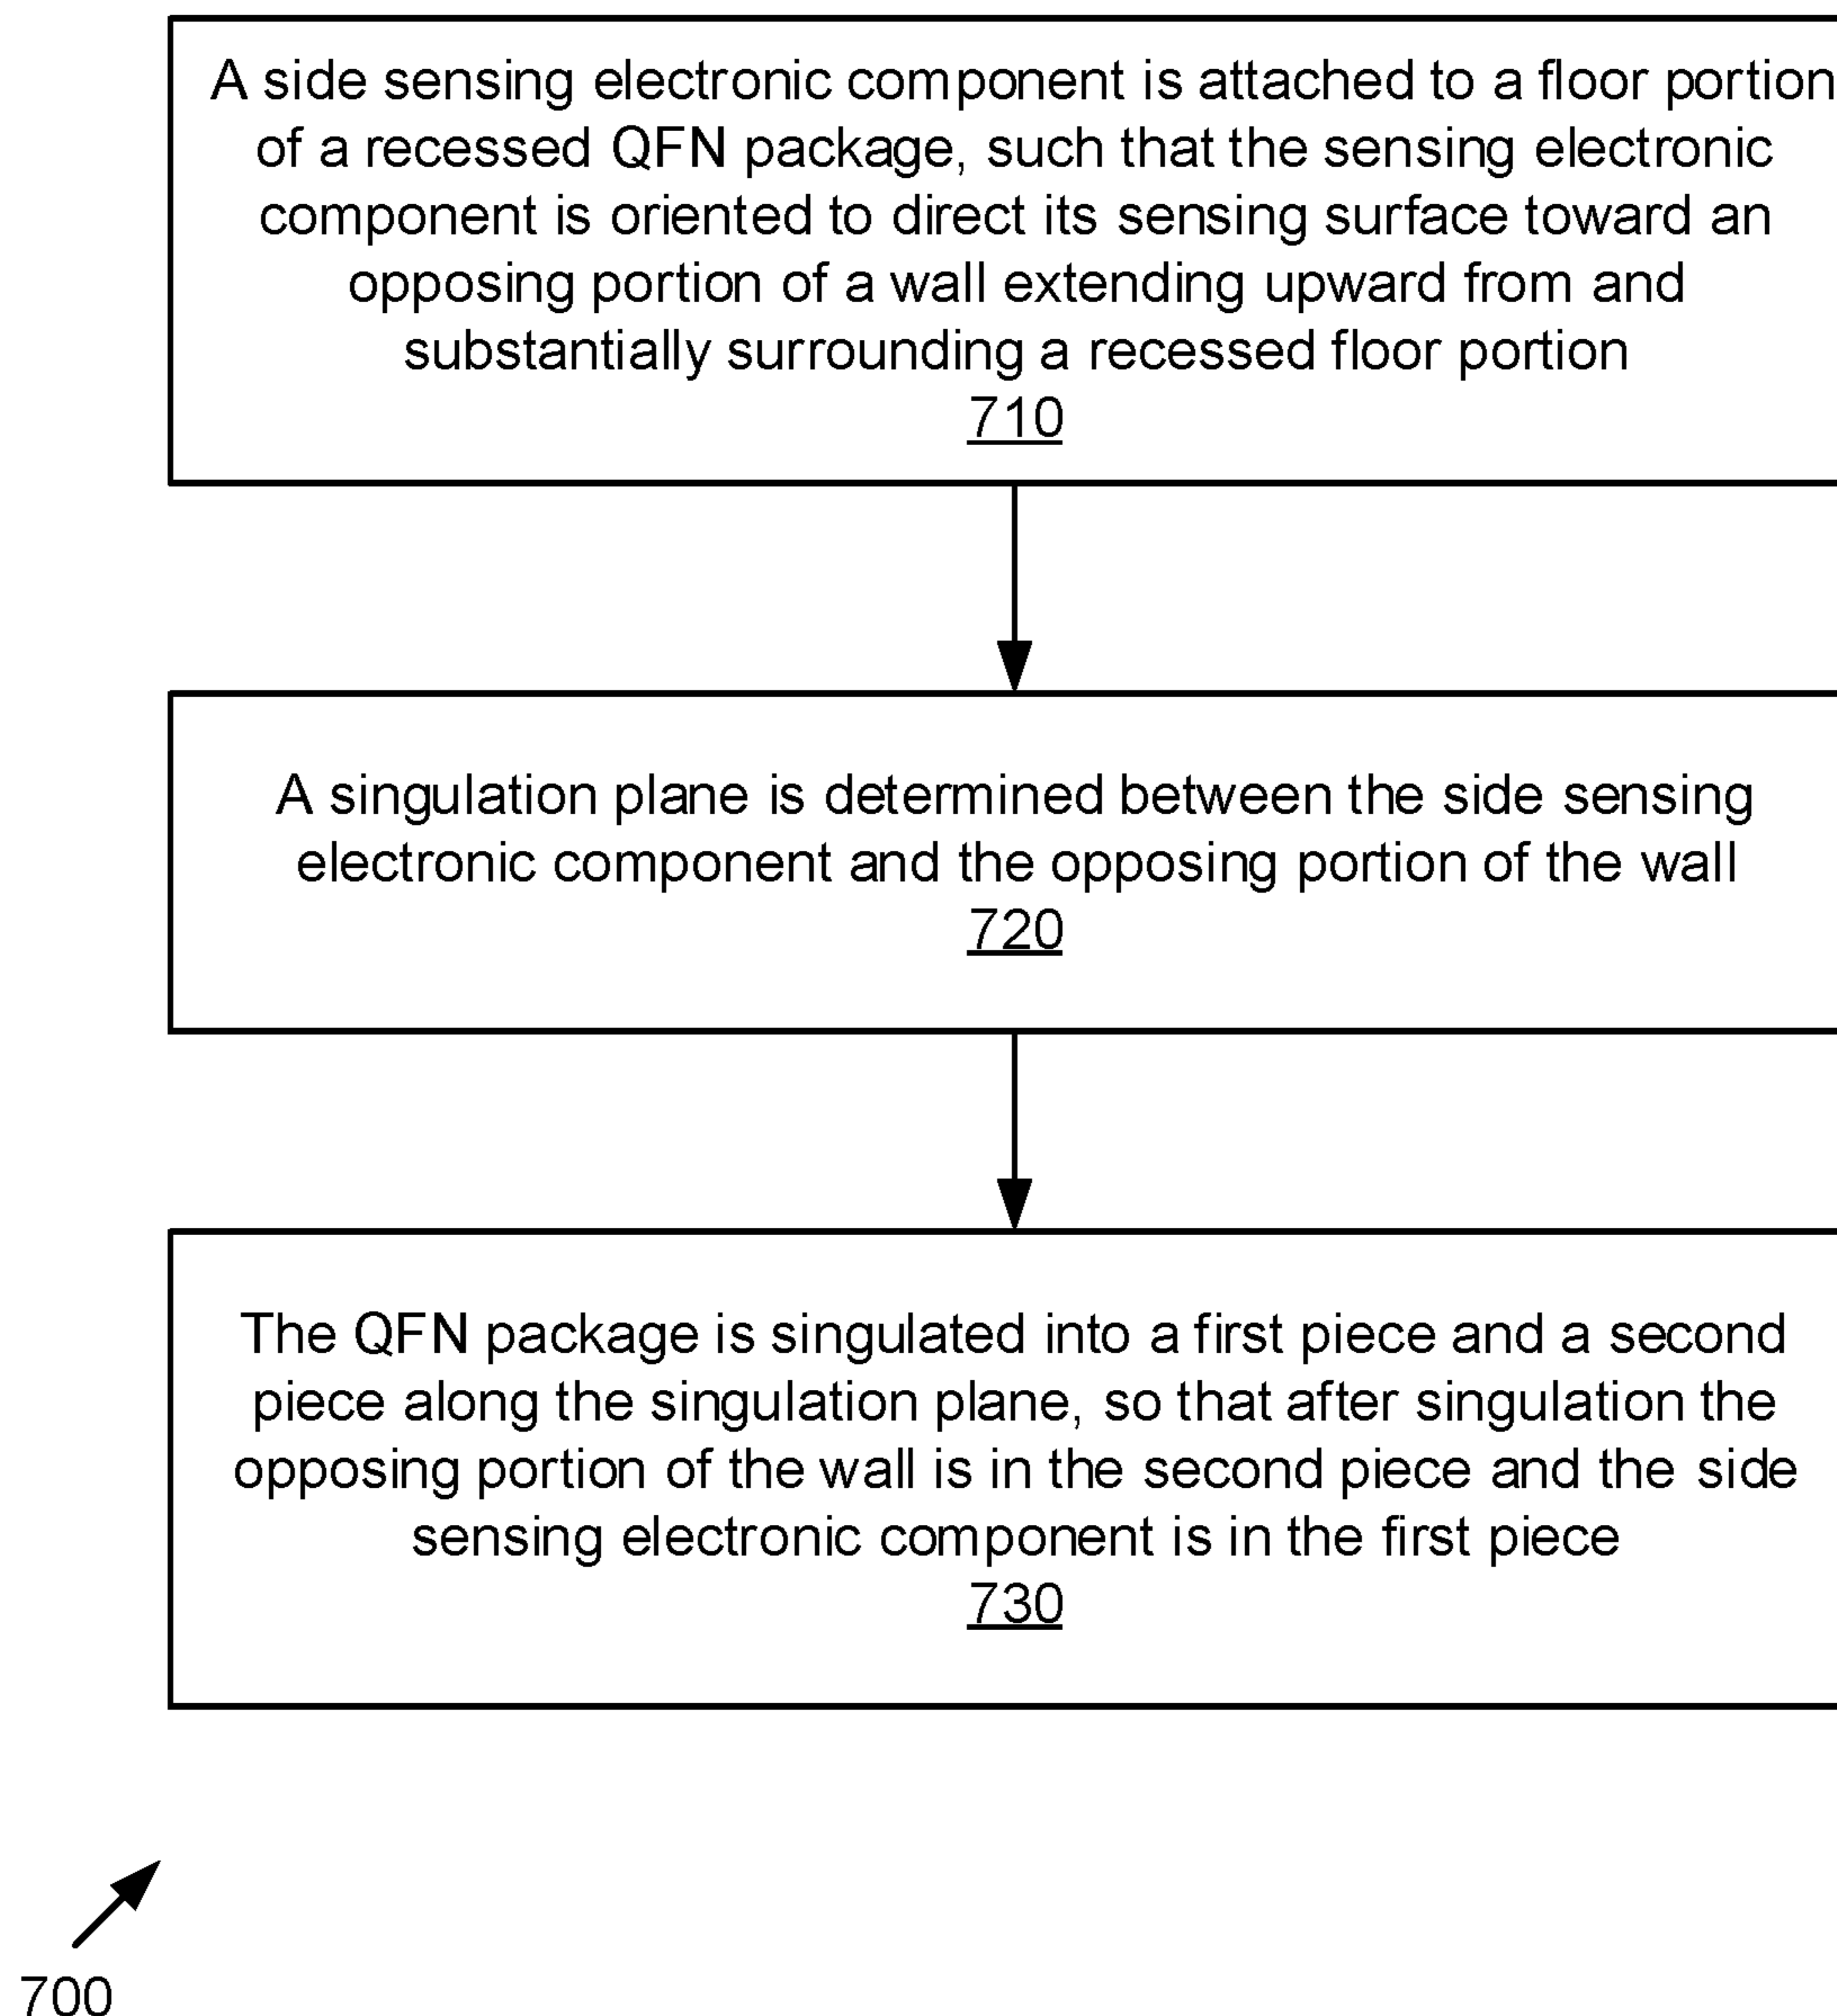 A side sensing electronic component is attached to a floor portion
of a recessed QFN package, such that the sensing electronic
component is oriented to direct its sensing surface toward an
opposing portion of a wall extending upward from and
substantially surrounding a recessed floor portion
710
A singulation plane is determined between the side sensing
electronic component and the opposing portion of the wall
720
The QFN package is singulated into a first piece and a second
piece along the singulation plane, so that after singulation the
opposing portion of the wall is in the second piece and the side
sensing electronic component is in the first piece
730
700